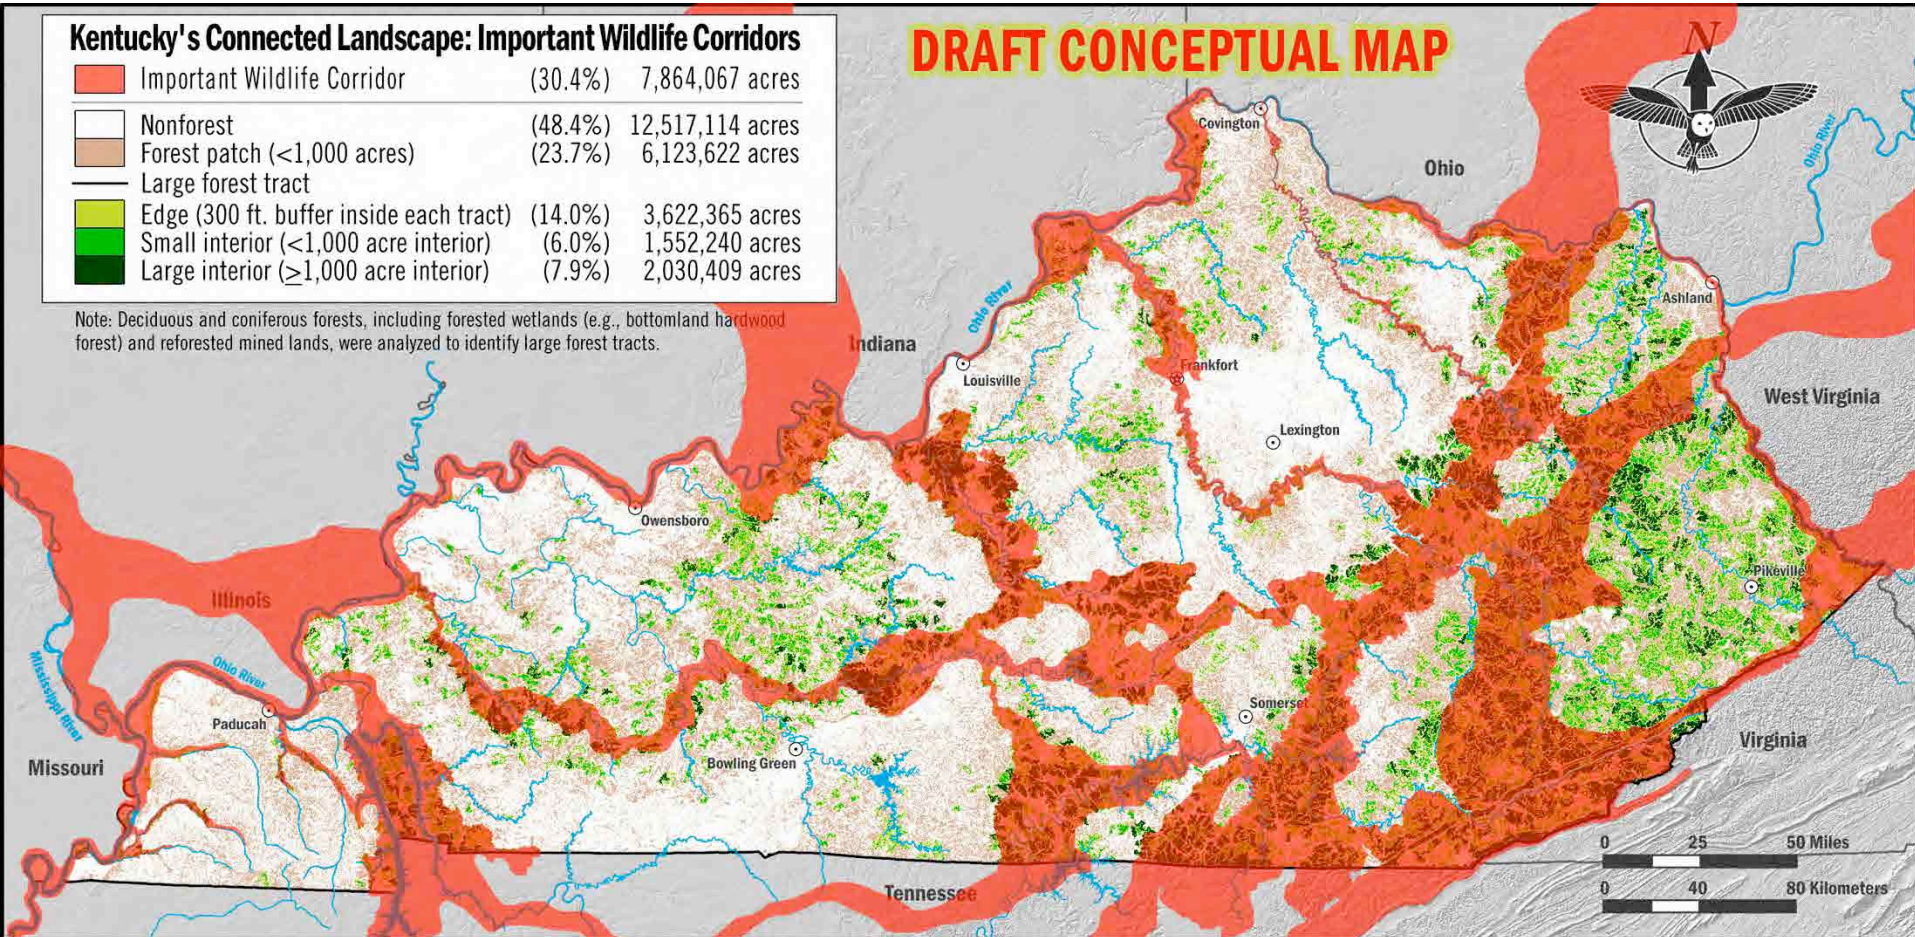 Kentucky's Connected Landscape: Important Wildlife Corridors
Important Wildlife Corridor (30.4%) 7,864,067 acres
Nonforest (48.4%) 12,517,114 acres
Forest patch (<1,000 acres) (23.7%) 6,123,622 acres
Large forest tract
Edge (300 ft. buffer inside each tract) (14.0%) 3,622,365 acres
Small interior (<1,000 acre interior) (6.0%) 1,552,240 acres
Large interior (≥1,000 acre interior) (7.9%) 2,030,409 acres
Note: Deciduous and coniferous forests, including forested wetlands (e.g., bottomland hardwood
forest) and reforested mined lands, were analyzed to identify large forest tracts.
DRAFT CONCEPTUAL MAP
N
Covington
Ohio
Ohio River
Ashland
Indiana
Ohio River
Louisville
Frankfort
West Virginia
Lexington
Owensboro
Pikeville
Illinois
Mississippi River
Ohio River
Paducah
Somerset
Bowling Green
Missouri
Virginia
Tennessee
0 25 50 Miles
0 40 80 Kilometers